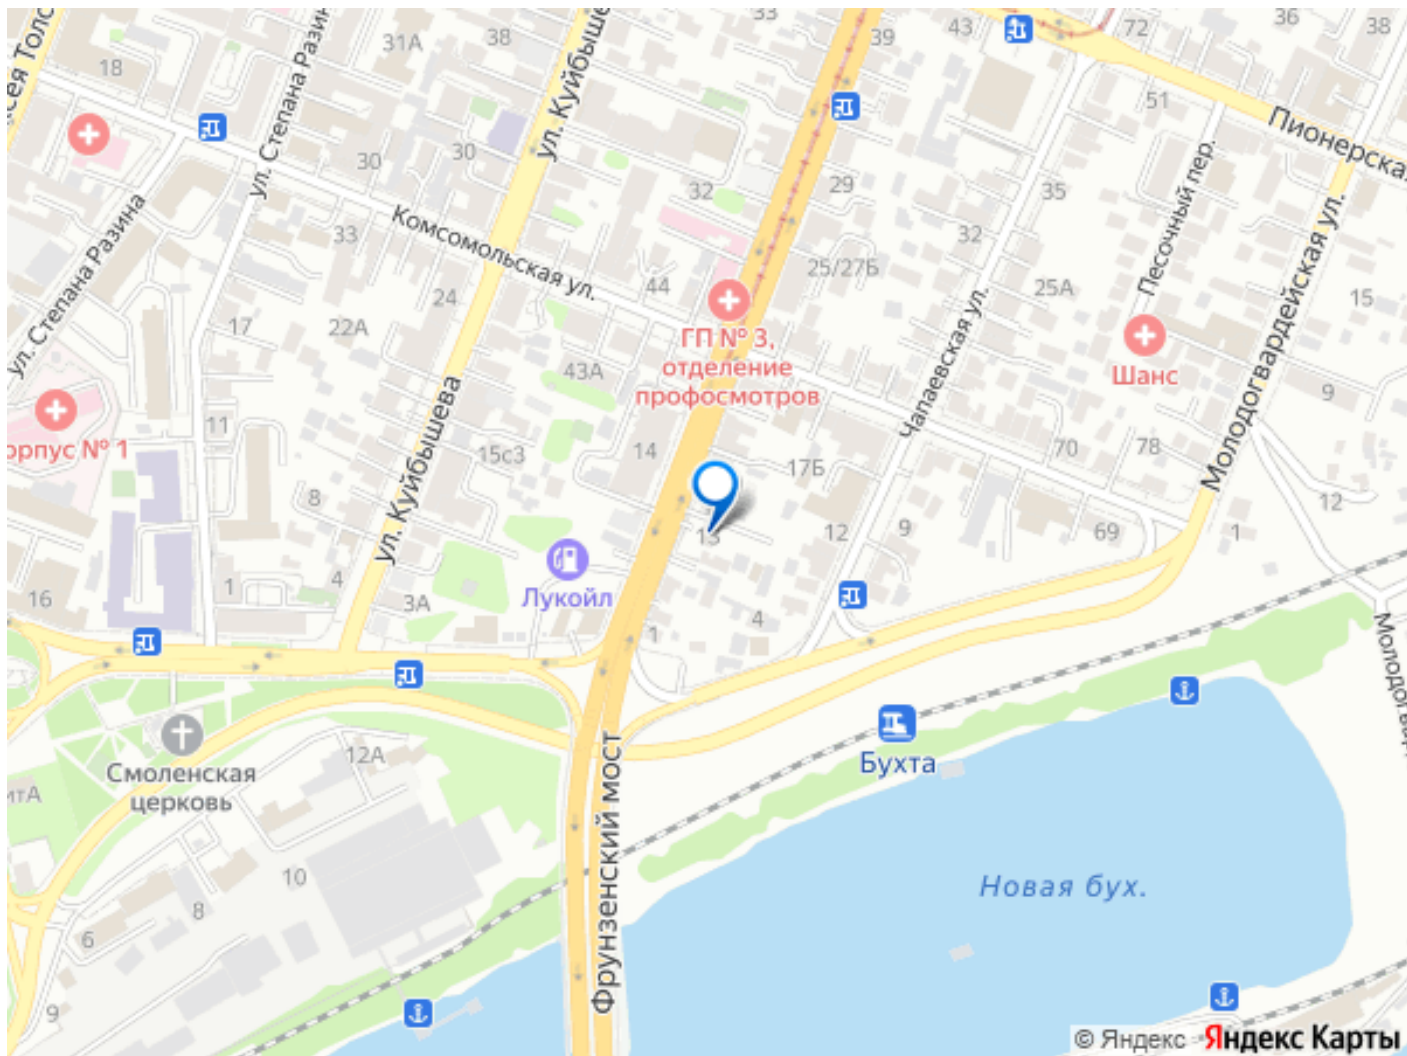 33
39
43
72
36
38
31А
38
18
51
ул. Степана Разина
ул. Куйбышева
Пионерская
30
30
32
29
35
Песочный пер.
Комсомольская ул.
33
ул. Степана Разина
32
25/27Б
44
25А
15
24
17
22А
ГП № 3,
отделение
профосмотров
Чапаевская ул.
Молодогвардейская ул.
Шанс
43А
9
11
ул. Куйбышева
14
15с3
17Б
70
78
орпус № 1
8
12
13
12
9
69
1
Лукойл
16
1
4
3А
1
4
Смоленская
церковь
12А
Бухта
Фрунзенский мост
итА
10
8
6
9
Новая бух.
© Яндекс
Яндекс Карты